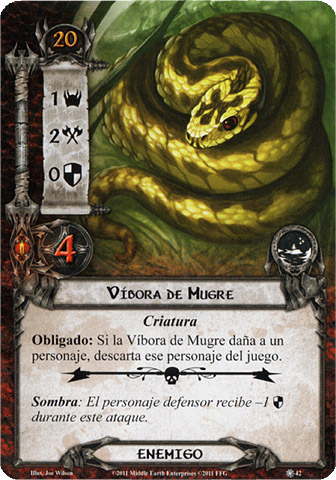 20
1
2
0
4
VÍBORA DE MUGRE
Criatura
Obligado: Si la Víbora de Mugre daña a un
personaje, descarta ese personaje del juego.
Sombra: El personaje defensor recibe –1
durante este ataque.
ENEMIGO
Illus. Joe Wilson ©2011 Middle Earth Enterprises ©2011 FFG 42